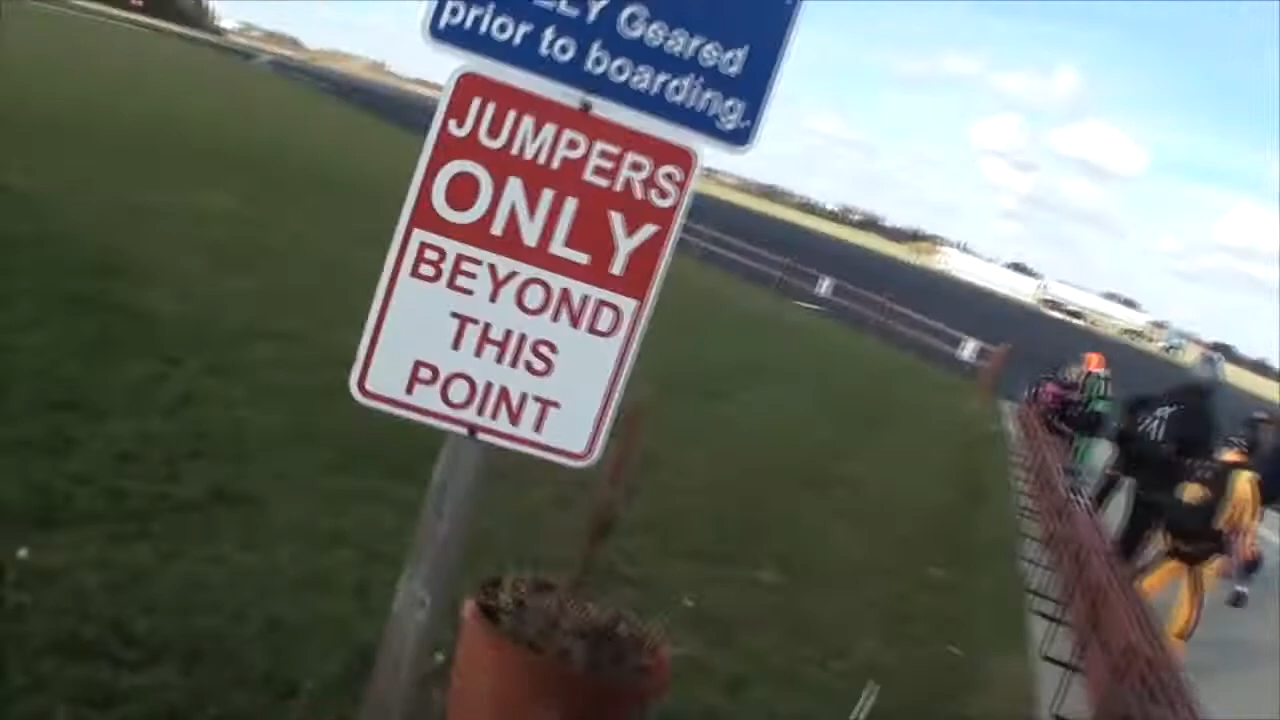 Geared
prior to boarding.
JUMPERS
ONLY
BEYOND
THIS
POINT